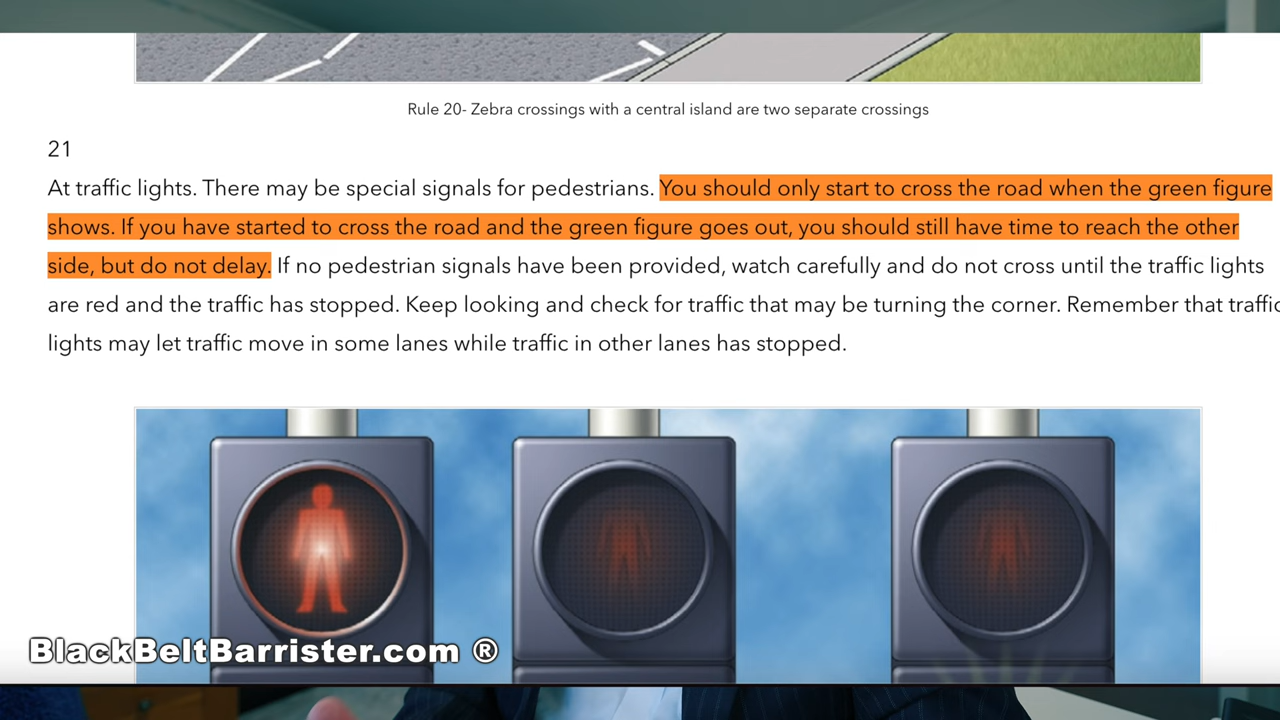 Rule 20- Zebra crossings with a central island are two separate crossings
21
At traffic lights. There may be special signals for pedestrians. You should only start to cross the road when the green figure
shows. If you have started to cross the road and the green figure goes out, you should still have time to reach the other
side, but do not delay. If no pedestrian signals have been provided, watch carefully and do not cross until the traffic lights
are red and the traffic has stopped. Keep looking and check for traffic that may be turning the corner. Remember that traffic
lights may let traffic move in some lanes while traffic in other lanes has stopped.
BlackBeltBarrister.com ®